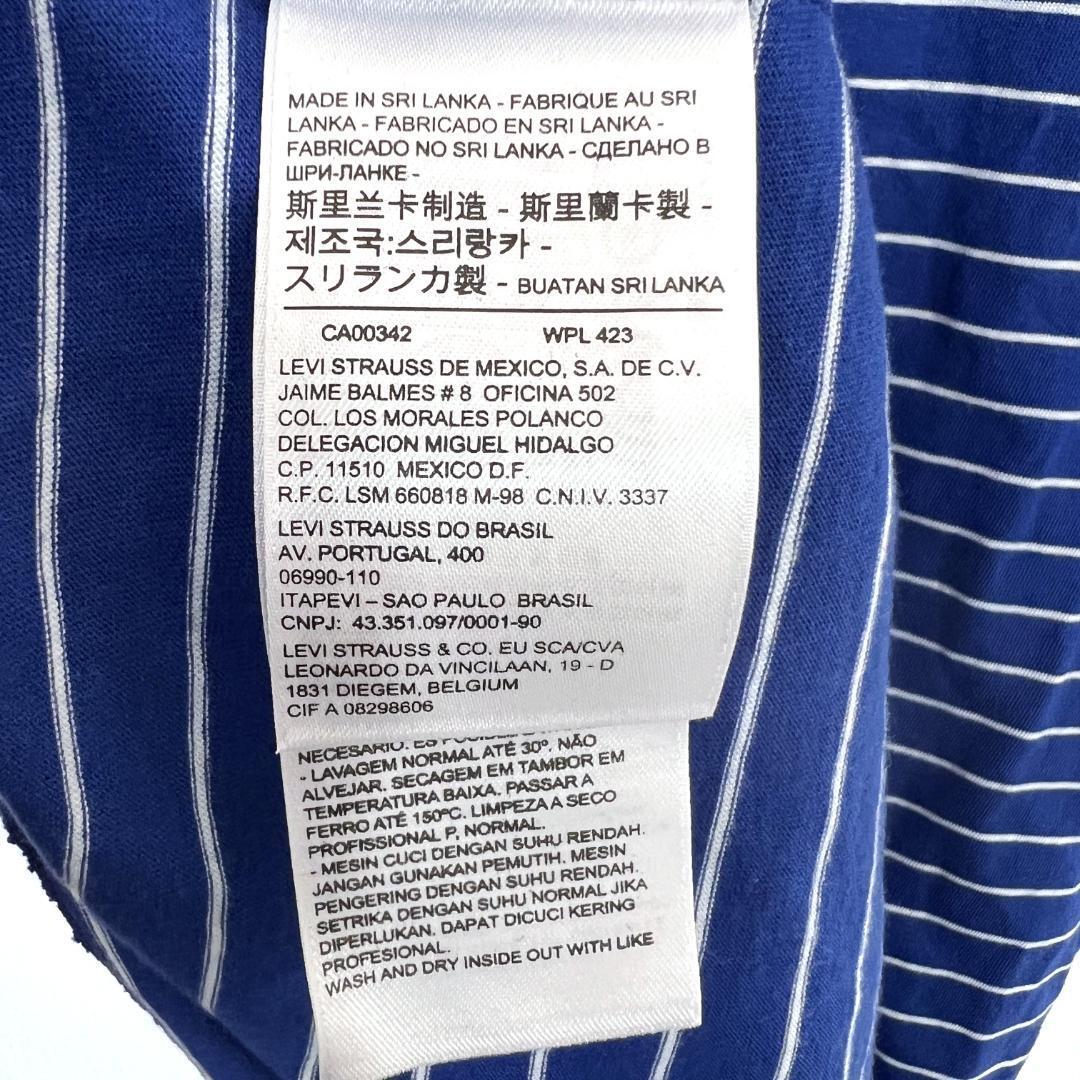 MADE IN SRI LANKA - FABRIQUE AU SRI
LANKA - FABRICADO EN SRI LANKA -
FABRICADO NO SRI LANKA - СДЕЛАНО В
ШРИ-ЛАНКЕ -
斯里兰卡制造 - 斯里蘭卡製 -
제조국:스리랑카 -
スリランカ製 - BUATAN SRI LANKA
CA00342 WPL 423
LEVI STRAUSS DE MEXICO, S.A. DE C.V.
JAIME BALMES # 8 OFICINA 502
COL. LOS MORALES POLANCO
DELEGACION MIGUEL HIDALGO
C.P. 11510 MEXICO D.F.
R.F.C. LSM 660818 M-98 C.N.I.V. 3337
LEVI STRAUSS DO BRASIL
AV. PORTUGAL, 400
06990-110
ITAPEVI – SAO PAULO BRASIL
CNPJ: 43.351.097/0001-90
LEVI STRAUSS & CO. EU SCA/CVA
LEONARDO DA VINCILAAN, 19 - D
1831 DIEGEM, BELGIUM
CIF A 08298606
NECESARIO.
- LAVAGEM NORMAL ATÉ 30º. NÃO
ALVEJAR. SECAGEM EM TAMBOR EM
TEMPERATURA BAIXA. PASSAR A
FERRO ATÉ 150ºC. LIMPEZA A SECO
PROFISSIONAL P, NORMAL.
- MESIN CUCI DENGAN SUHU RENDAH.
JANGAN GUNAKAN PEMUTIH. MESIN
PENGERING DENGAN SUHU RENDAH.
SETRIKA DENGAN SUHU NORMAL JIKA
DIPERLUKAN. DAPAT DICUCI KERING
PROFESIONAL.
WASH AND DRY INSIDE OUT WITH LIKE